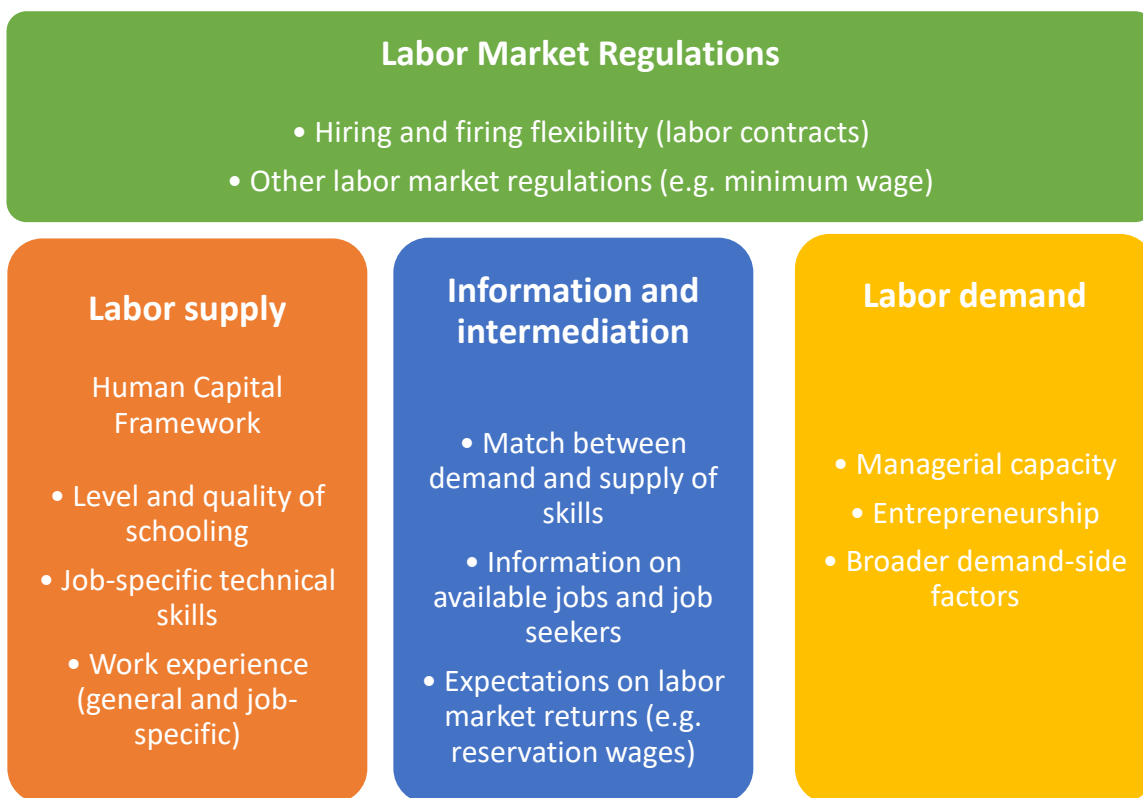 Labor Market Regulations
• Hiring and firing flexibility (labor contracts)
• Other labor market regulations (e.g. minimum wage)
Labor supply
Human Capital
Framework
• Level and quality of
schooling
• Job-specific technical
skills
• Work experience
(general and job-
specific)
Information and
intermediation
• Match between
demand and supply of
skills
• Information on
available jobs and job
seekers
• Expectations on labor
market returns (e.g.
reservation wages)
Labor demand
• Managerial capacity
• Entrepreneurship
• Broader demand-side
factors